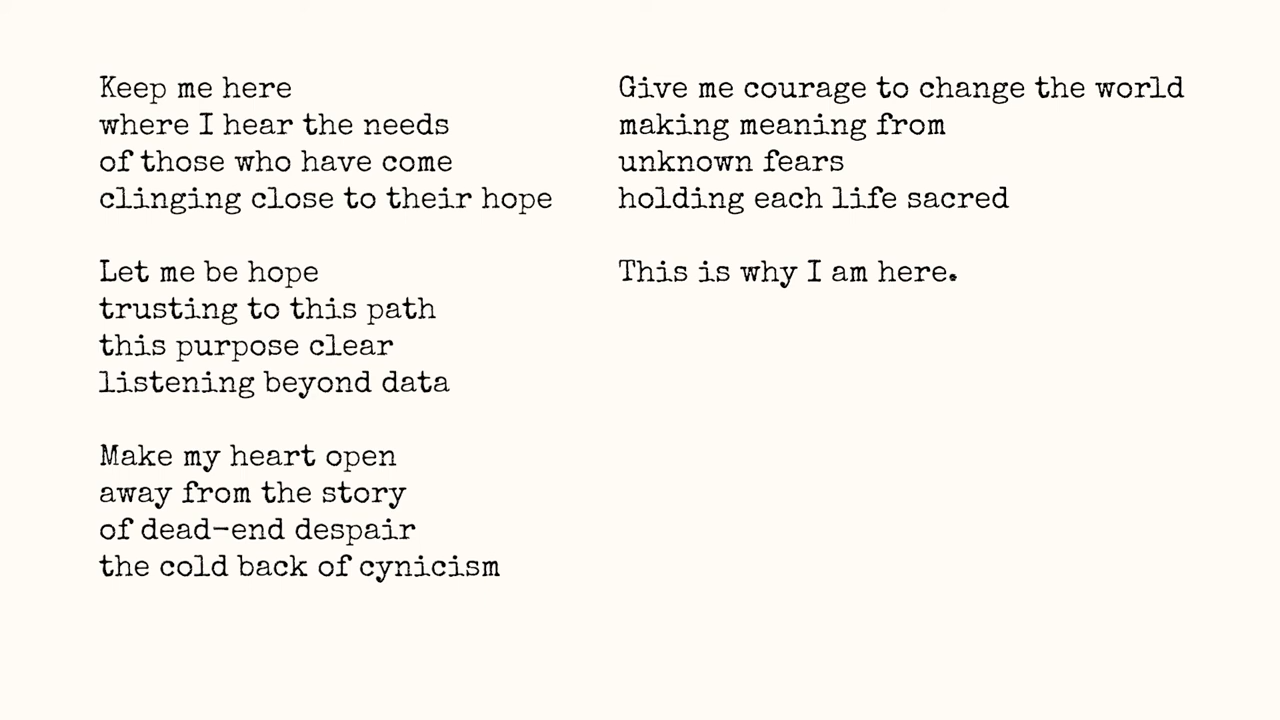 Keep me here
where I hear the needs
of those who have come
clinging close to their hope
Let me be hope
trusting to this path
this purpose clear
listening beyond data
Make my heart open
away from the story
of dead-end despair
the cold back of cynicism
Give me courage to change the world
making meaning from
unknown fears
holding each life sacred
This is why I am here.